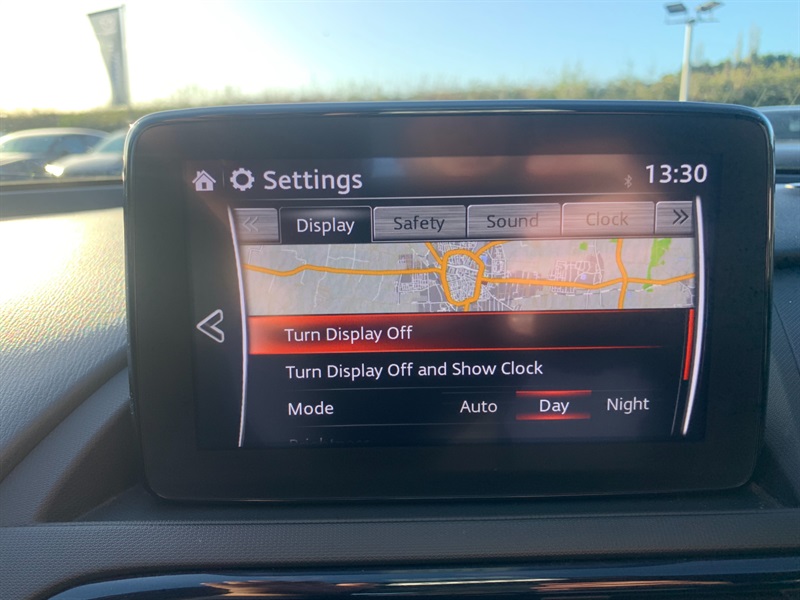 Settings
13:30
Display
Safety
Sound
Clock
Turn Display Off
Turn Display Off and Show Clock
Mode Auto Day Night